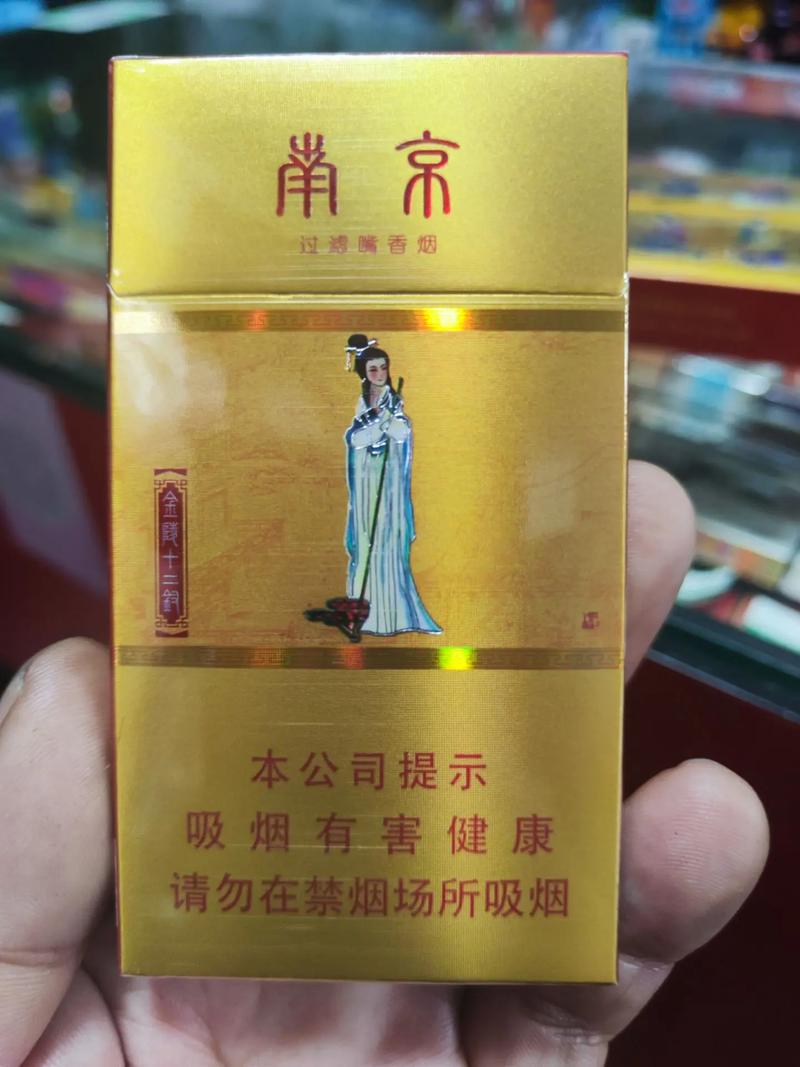 南京
过滤嘴香烟
金陵十二钗
本公司提示
吸烟有害健康
请勿在禁烟场所吸烟